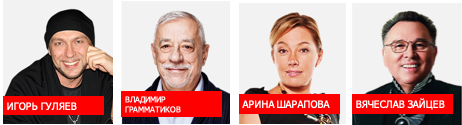 ИГОРЬ ГУЛЯЕВ
ВЛАДИМИР
ГРАММАТИКОВ
АРИНА ШАРАПОВА
ВЯЧЕСЛАВ ЗАЙЦЕВ